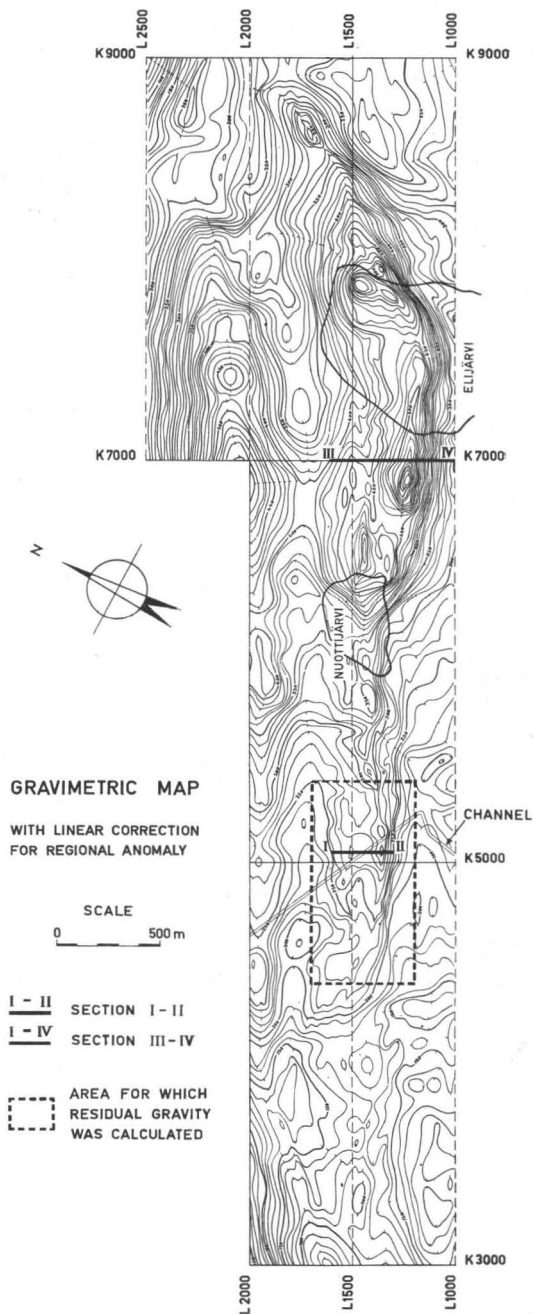 L 2500
L 2000
L 1500
L 1000
K 9000
K 9000
ELIJÄRVI
K 7000
III
IV
K 7000
N
NUOTTIJÄRVI
GRAVIMETRIC MAP
WITH LINEAR CORRECTION
FOR REGIONAL ANOMALY
CHANNEL
I
II
K 5000
SCALE
0
500 m
I - II
SECTION I - II
I - IV
SECTION III - IV
AREA FOR WHICH
RESIDUAL GRAVITY
WAS CALCULATED
K 3000
L 2000
L 1500
L 1000